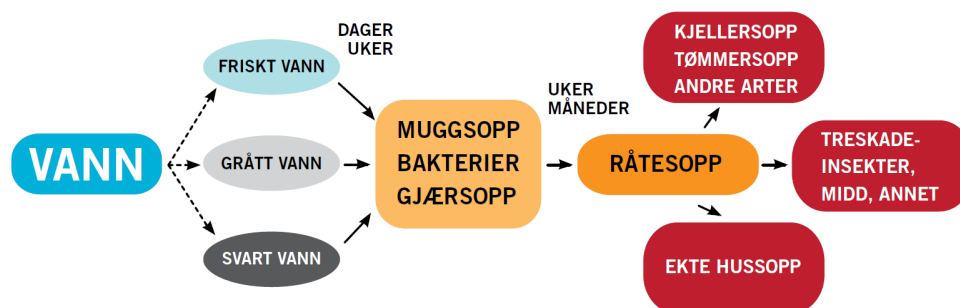 VANN
FRISKT VANN
GRÅTT VANN
SVART VANN
DAGER
UKER
MUGGSOPP
BAKTERIER
GJÆRSOPP
UKER
MÅNEDER
RÅTESOPP
KJELLERSOPP
TØMMERSOPP
ANDRE ARTER
TRESKADE-
INSEKTER,
MIDD, ANNET
EKTE HUSSOPP